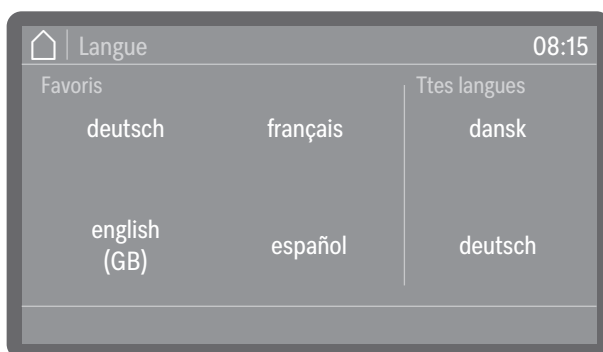 Langue 08:15
Favoris Ttes langues
deutsch français dansk
english
(GB) español deutsch